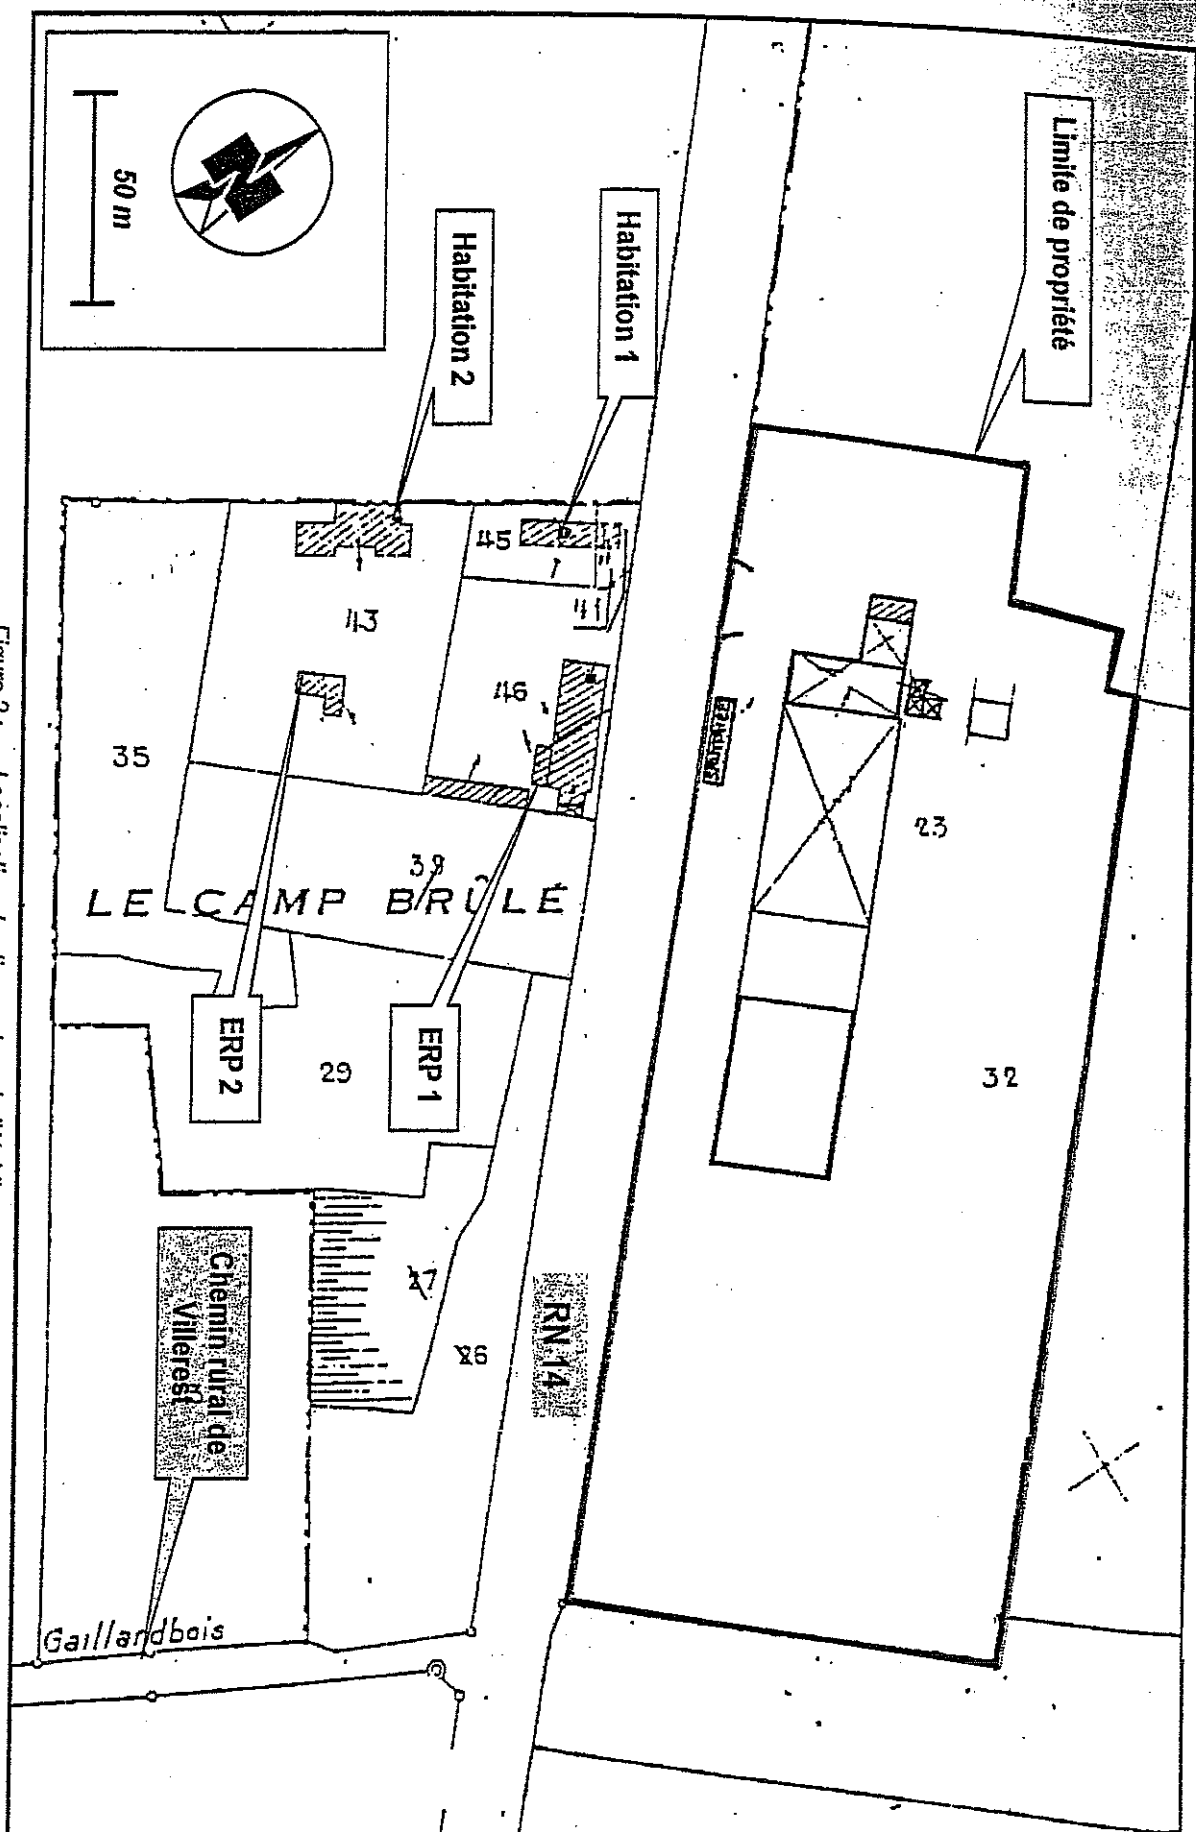 Limite de propriété
Habitation 1
Habitation 2
50 m
45
41
43
46
35
23
38
LE CAMP BRÛLÉ
32
ERP 1
ERP 2
29
27
26
RN 14
Chemin rural de
Villerest
Gaillardbois